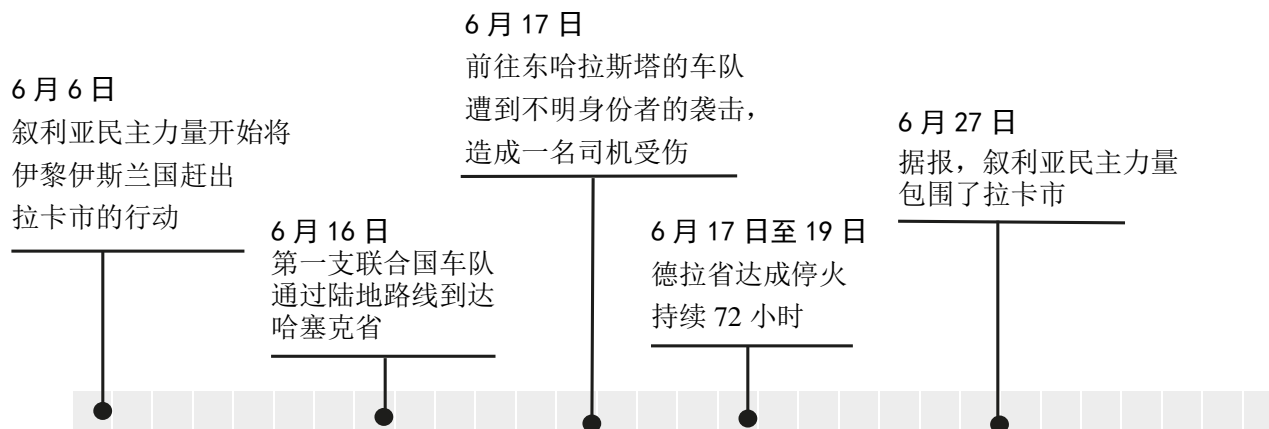 6 月 6 日
叙利亚民主力量开始将
伊黎伊斯兰国赶出
拉卡市的行动
6 月 16 日
第一支联合国车队
通过陆地路线到达
哈塞克省
6 月 17 日
前往东哈拉斯塔的车队
遭到不明身份者的袭击，
造成一名司机受伤
6 月 17 日至 19 日
德拉省达成停火
持续 72 小时
6 月 27 日
据报，叙利亚民主力量
包围了拉卡市